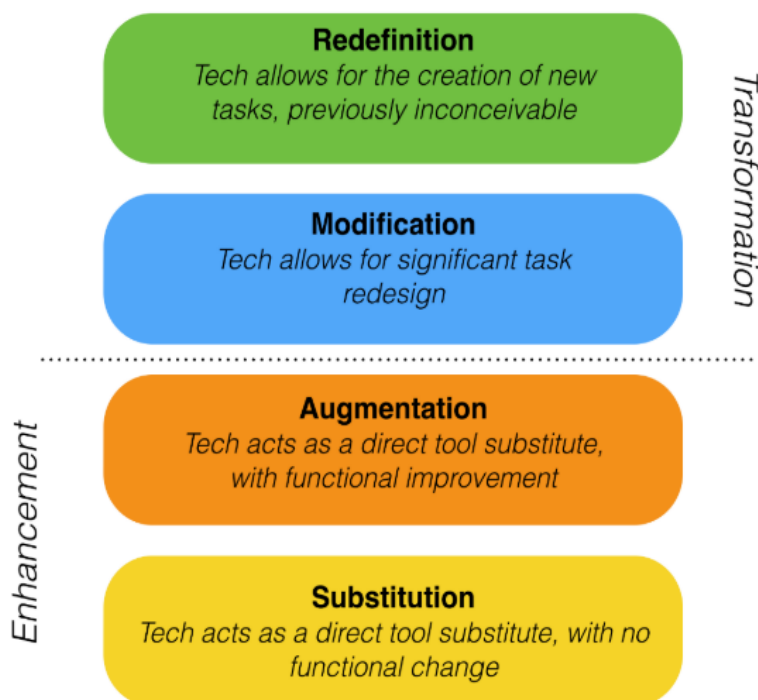 Redefinition
Tech allows for the creation of new
tasks, previously inconceivable
Transformation
Modification
Tech allows for significant task
redesign
Augmentation
Tech acts as a direct tool substitute,
with functional improvement
Enhancement
Substitution
Tech acts as a direct tool substitute, with no
functional change